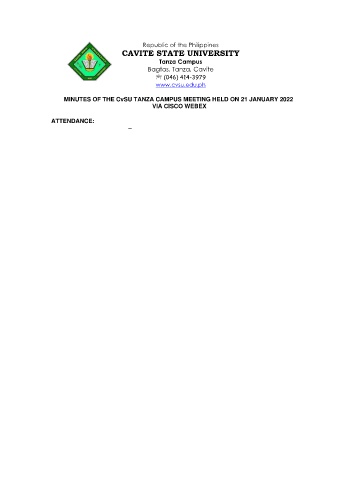 Republic of the Philippines
CAVITE STATE UNIVERSITY
Tanza Campus
Bagtas, Tanza, Cavite
☏ (046) 414-3979
www.cvsu.edu.ph
MINUTES OF THE CvSU TANZA CAMPUS MEETING HELD ON 21 JANUARY 2022
VIA CISCO WEBEX
ATTENDANCE:
–